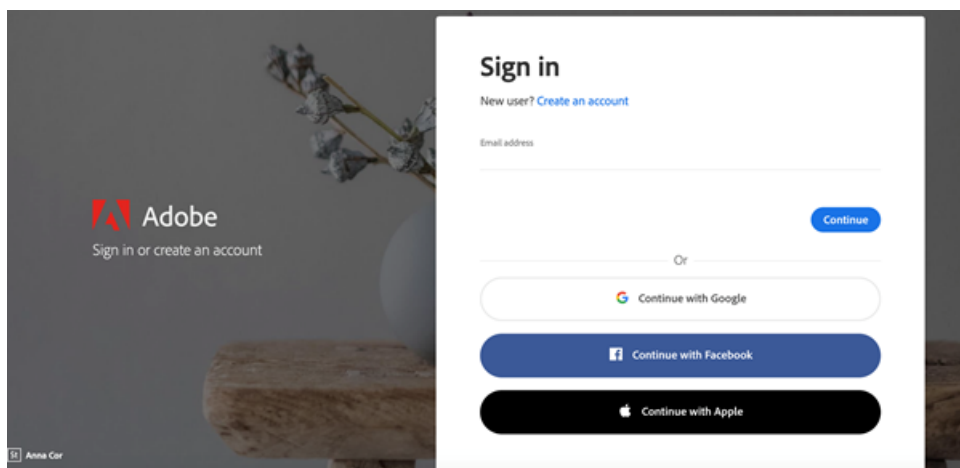 Adobe
Sign in or create an account
St Anna Cor
Sign in
New user? Create an account
Email address
Continue
Or
Continue with Google
Continue with Facebook
Continue with Apple